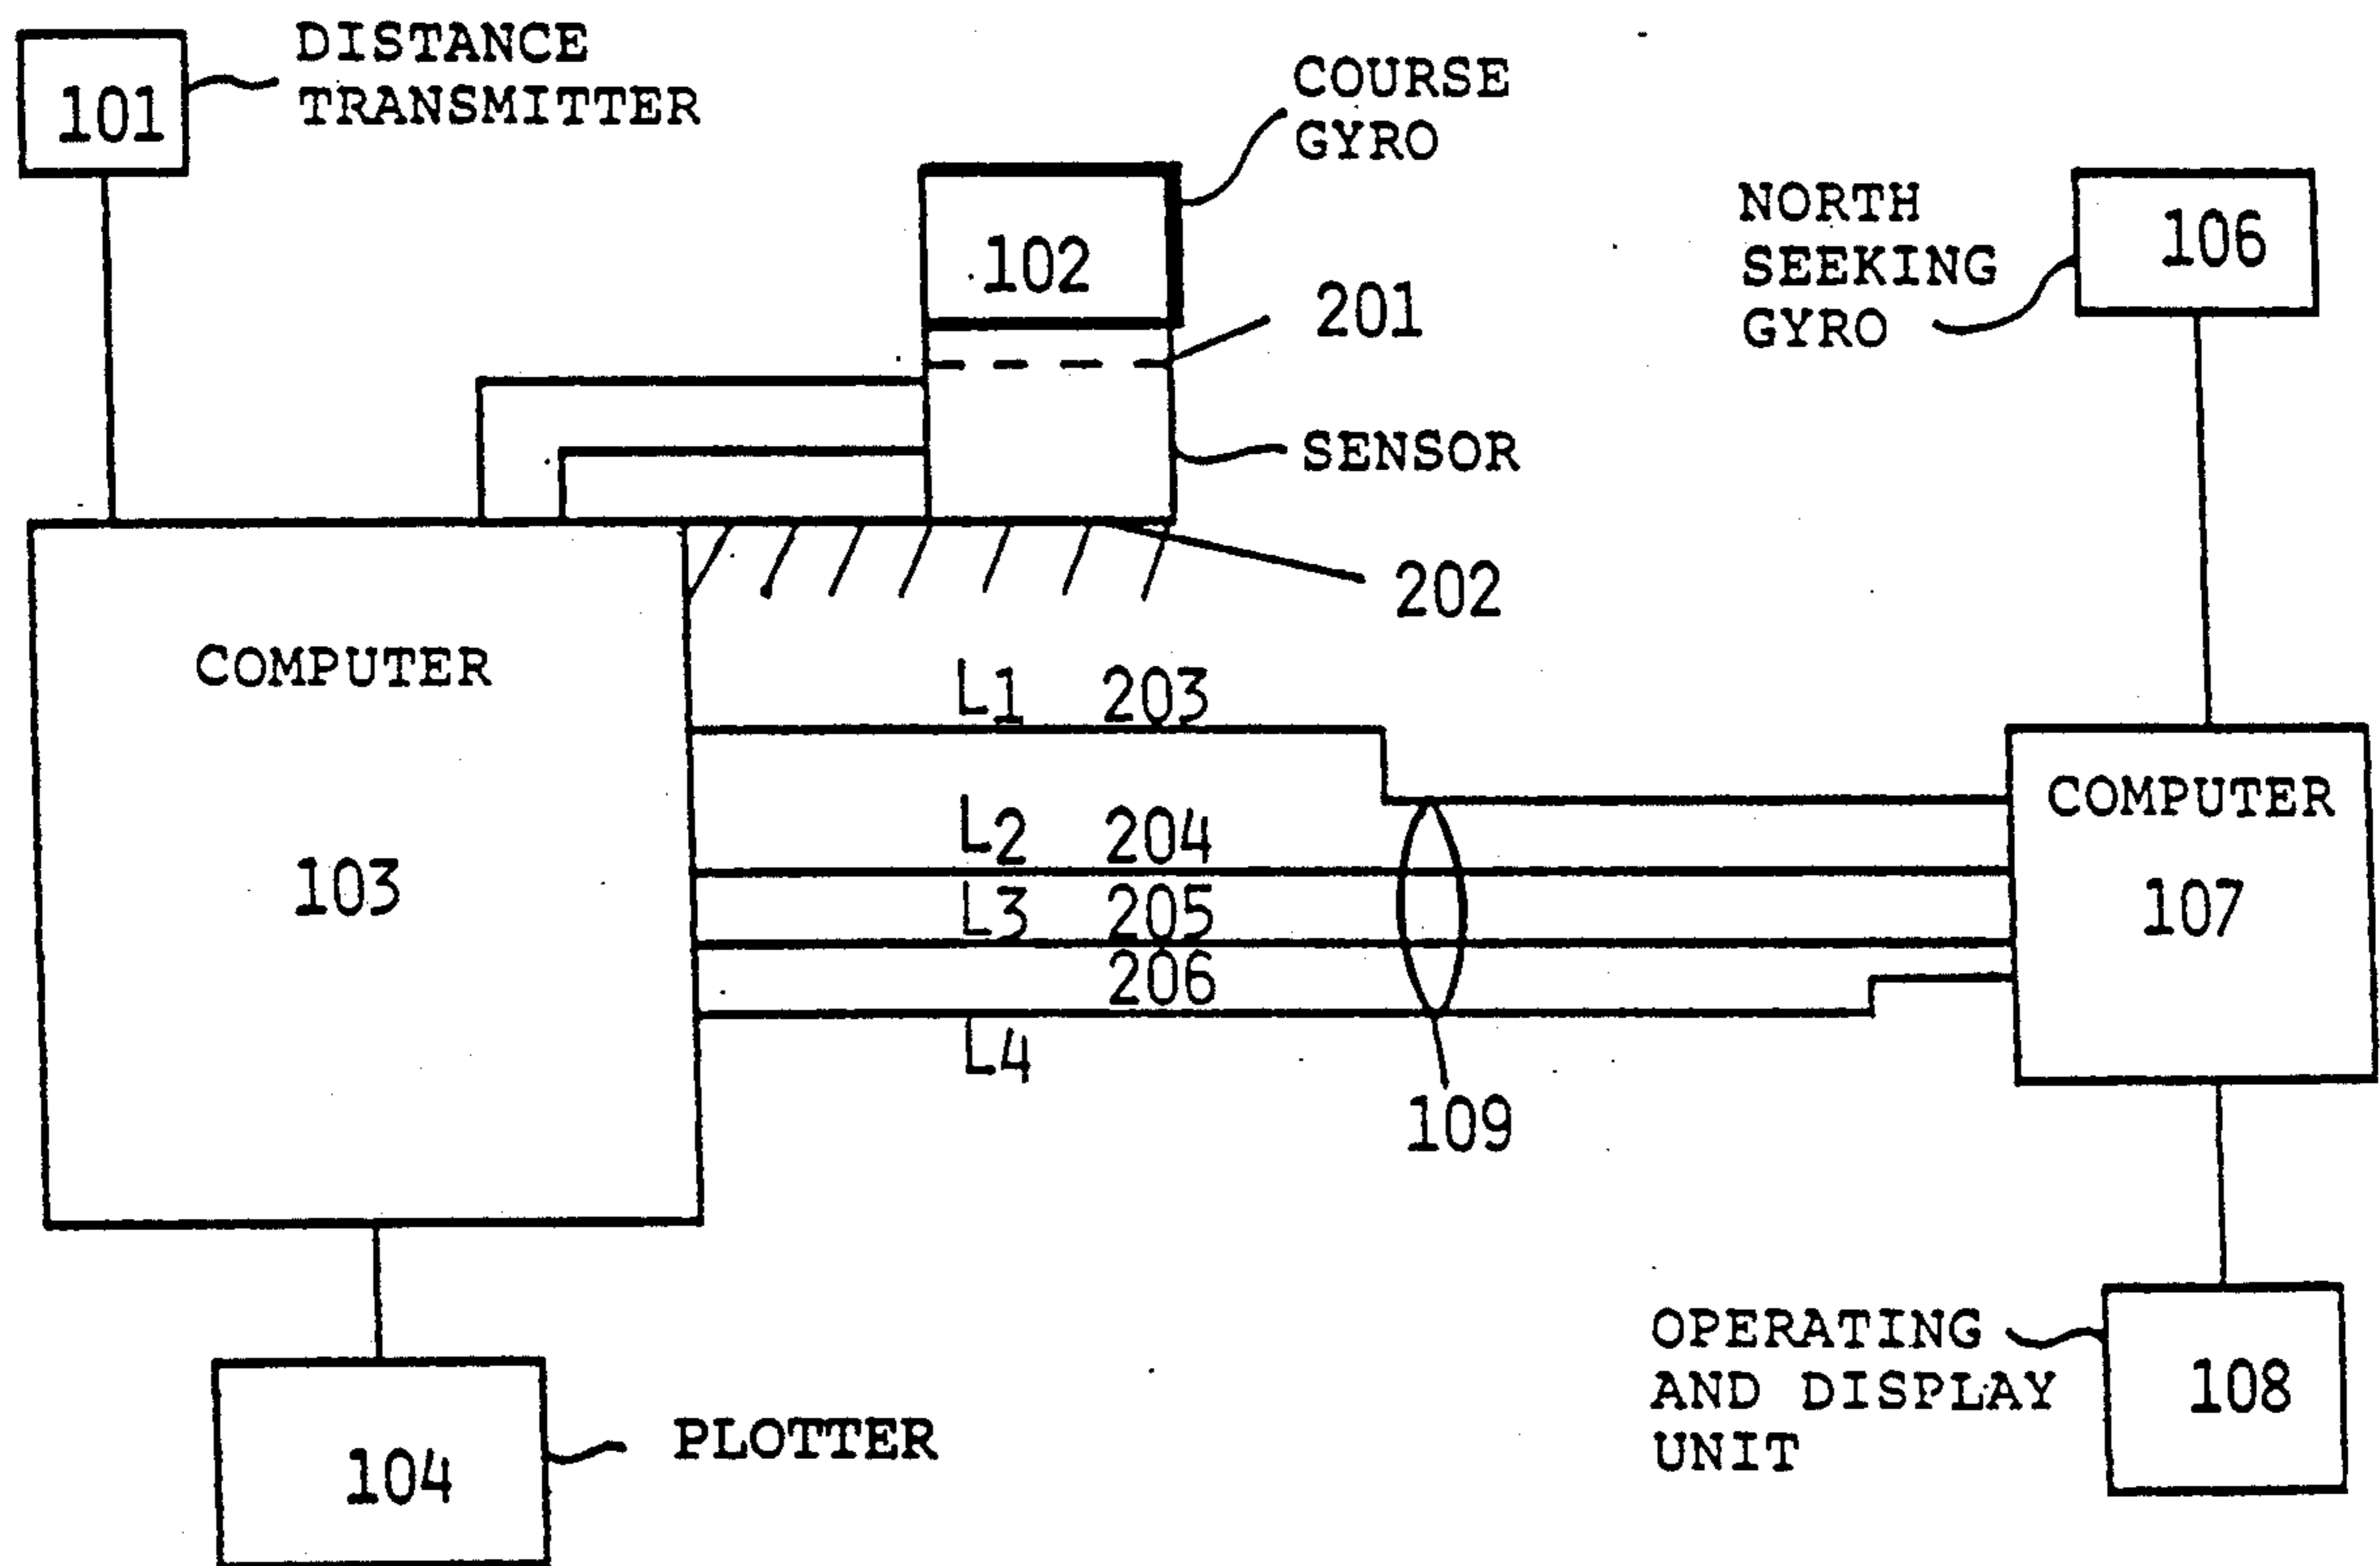 DISTANCE
TRANSMITTER
101
COURSE
GYRO
102
201
NORTH
SEEKING
GYRO
106
SENSOR
202
COMPUTER
103
L1 203
L2 204
L3 205
206
L4
109
COMPUTER
107
PLOTTER
104
OPERATING
AND DISPLAY
UNIT
108